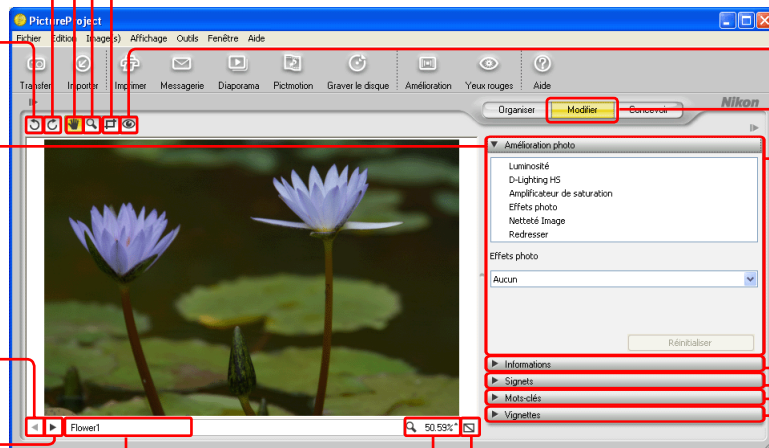 PictureProject
Fichier Edition Image(s) Affichage Outils Fenêtre Aide
Transfer Importer Imprimer Messagerie Diaporama Pictmotion Graver le disque Amélioration Yeux rouges Aide
Organiser Modifier Concevoir Nikon
Amélioration photo
Luminosité
D-Lighting HS
Amplificateur de saturation
Effets photo
Netteté Image
Redresser
Effets photo
Aucun
Réinitialiser
Informations
Signets
Mots-clés
Vignettes
Flower1 50.59%